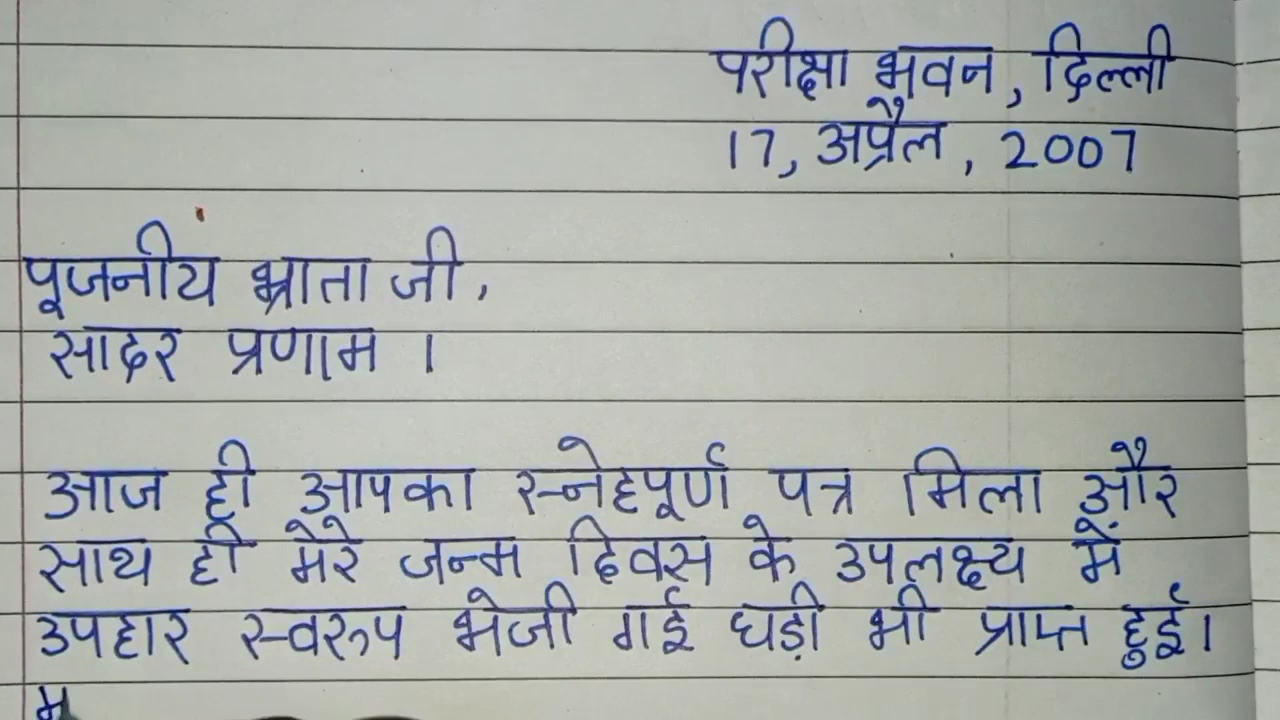 परीक्षा भवन, दिल्ली
17, अप्रैल, 2007
पूजनीय भ्राता जी,
सादर प्रणाम ।
आज ही आपका स्नेहपूर्ण पत्र मिला और
साथ ही मेरे जन्म दिवस के उपलक्ष्य में
उपहार स्वरुप भेजी गई घड़ी भी प्राप्त हुई।